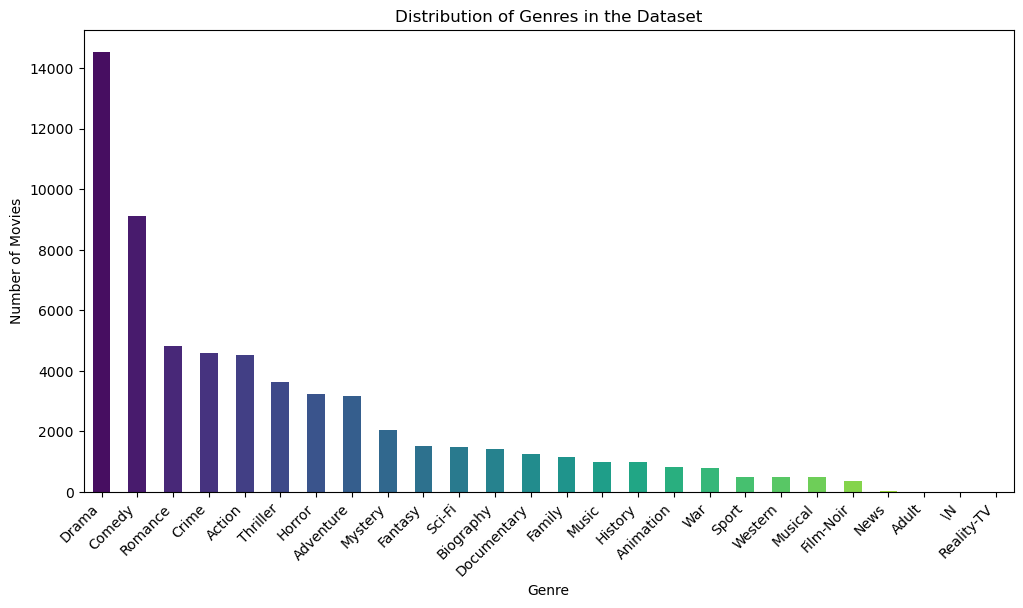 Distribution of Genres in the Dataset
Number of Movies
14000
12000
10000
8000
6000
4000
2000
0
Drama
Comedy
Romance
Crime
Action
Thriller
Horror
Adventure
Mystery
Fantasy
Sci-Fi
Biography
Documentary
Family
Music
History
Animation
War
Sport
Western
Musical
Film-Noir
News
Adult
\N
Reality-TV
Genre